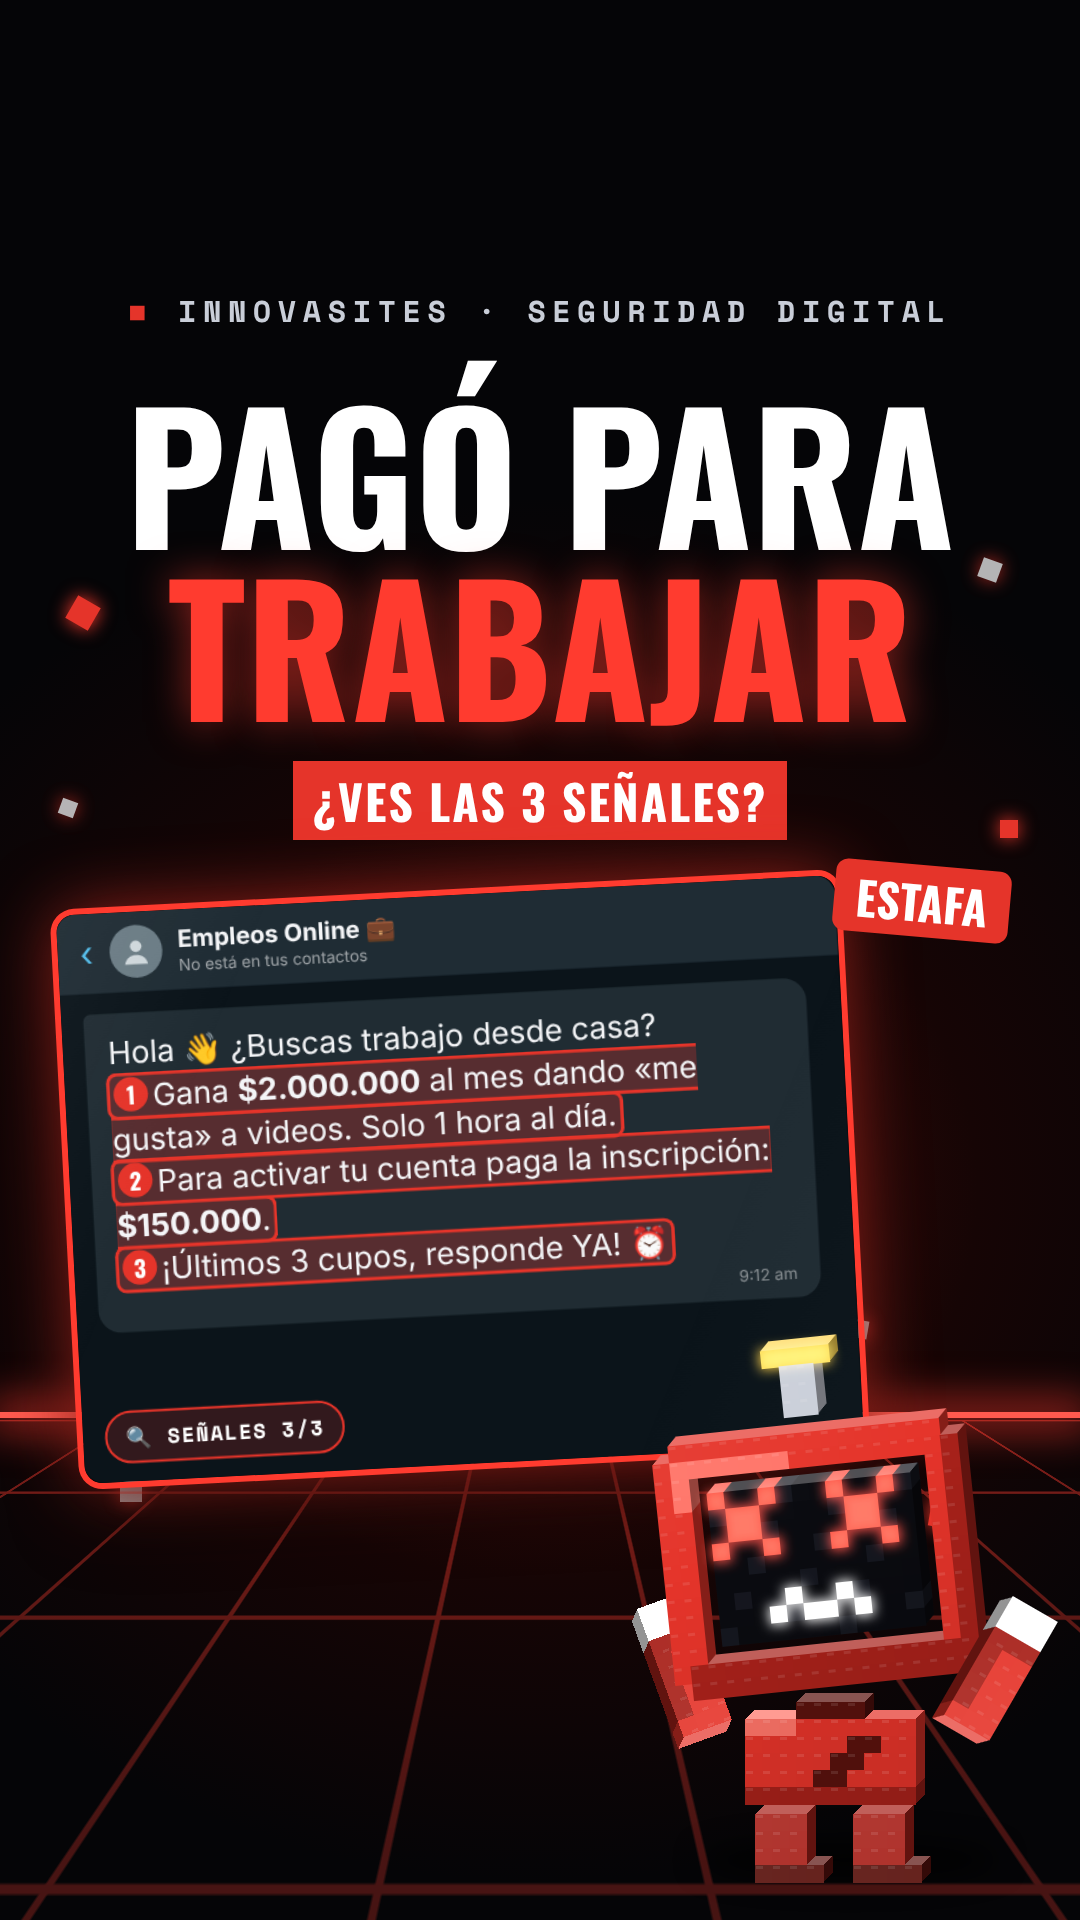 INNOVASITES · SEGURIDAD DIGITAL
PAGÓ PARA
TRABAJAR
¿VES LAS 3 SEÑALES?
ESTAFA
‹ Empleos Online 💼
No está en tus contactos
Hola 👋 ¿Buscas trabajo desde casa?
1 Gana $2.000.000 al mes dando «me
gusta» a videos. Solo 1 hora al día.
2 Para activar tu cuenta paga la inscripción:
$150.000.
3 ¡Últimos 3 cupos, responde YA! ⏰
9:12 am
🔍 SEÑALES 3/3